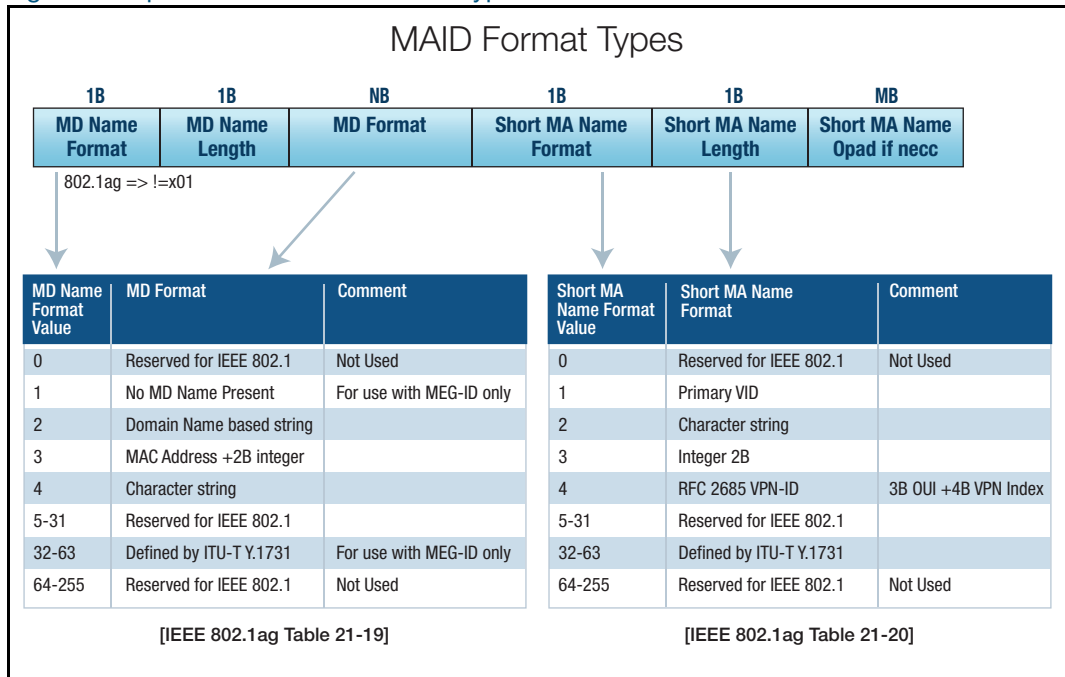 MAID Format Types
1B 1B NB 1B 1B MB
MD Name Format
MD Name Length
MD Format
Short MA Name Format
Short MA Name Length
Short MA Name Opad if necc
802.1ag => !=x01
MD Name Format Value | MD Format | Comment
0 Reserved for IEEE 802.1 Not Used
1 No MD Name Present For use with MEG-ID only
2 Domain Name based string
3 MAC Address +2B integer
4 Character string
5-31 Reserved for IEEE 802.1
32-63 Defined by ITU-T Y.1731 For use with MEG-ID only
64-255 Reserved for IEEE 802.1 Not Used
[IEEE 802.1ag Table 21-19]
Short MA Name Format Value | Short MA Name Format | Comment
0 Reserved for IEEE 802.1 Not Used
1 Primary VID
2 Character string
3 Integer 2B
4 RFC 2685 VPN-ID 3B OUI +4B VPN Index
5-31 Reserved for IEEE 802.1
32-63 Defined by ITU-T Y.1731
64-255 Reserved for IEEE 802.1 Not Used
[IEEE 802.1ag Table 21-20]